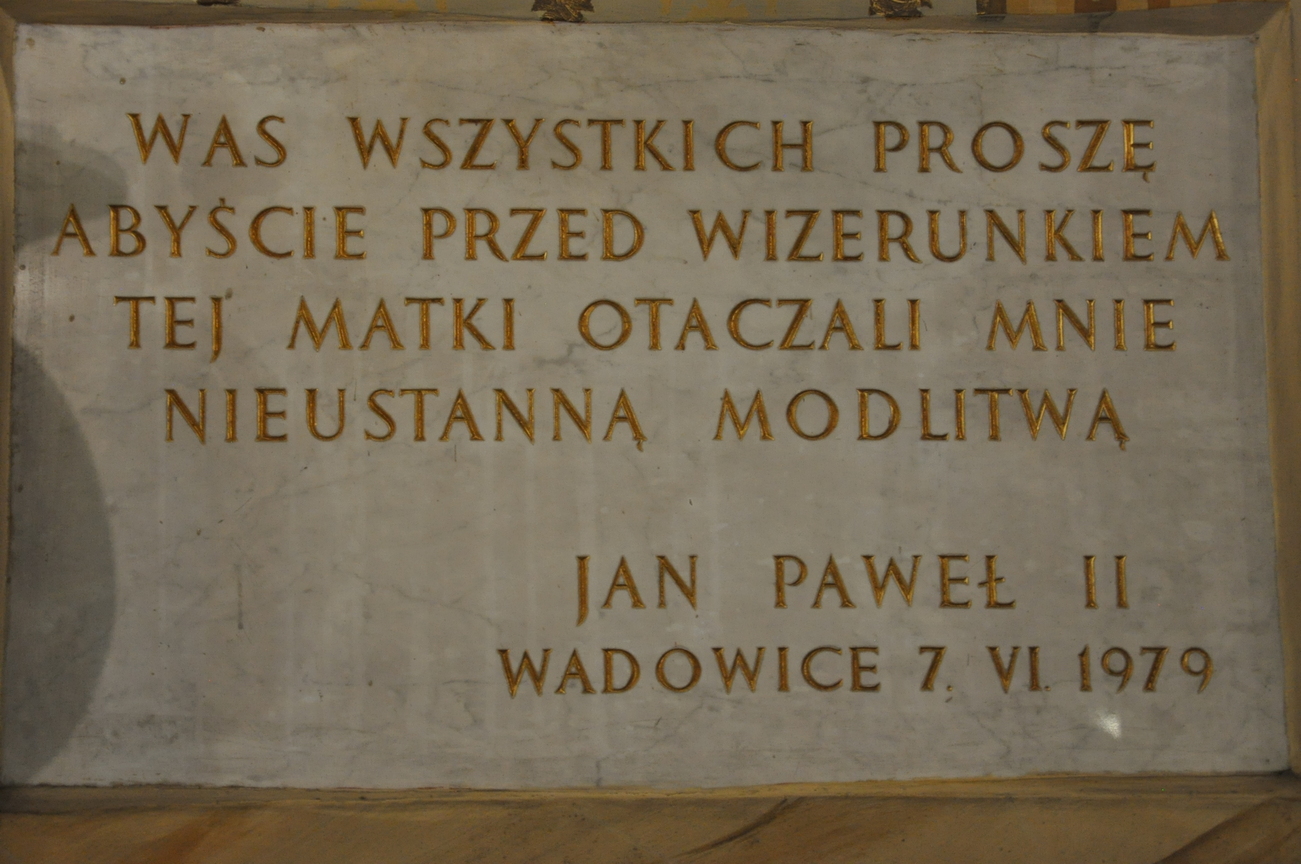 WAS WSZYSTKICH PROSZĘ
ABYŚCIE PRZED WIZERUNKIEM
TEJ MATKI OTACZALI MNIE
NIEUSTANNĄ MODLITWĄ
JAN PAWEŁ II
WADOWICE 7. VI. 1979